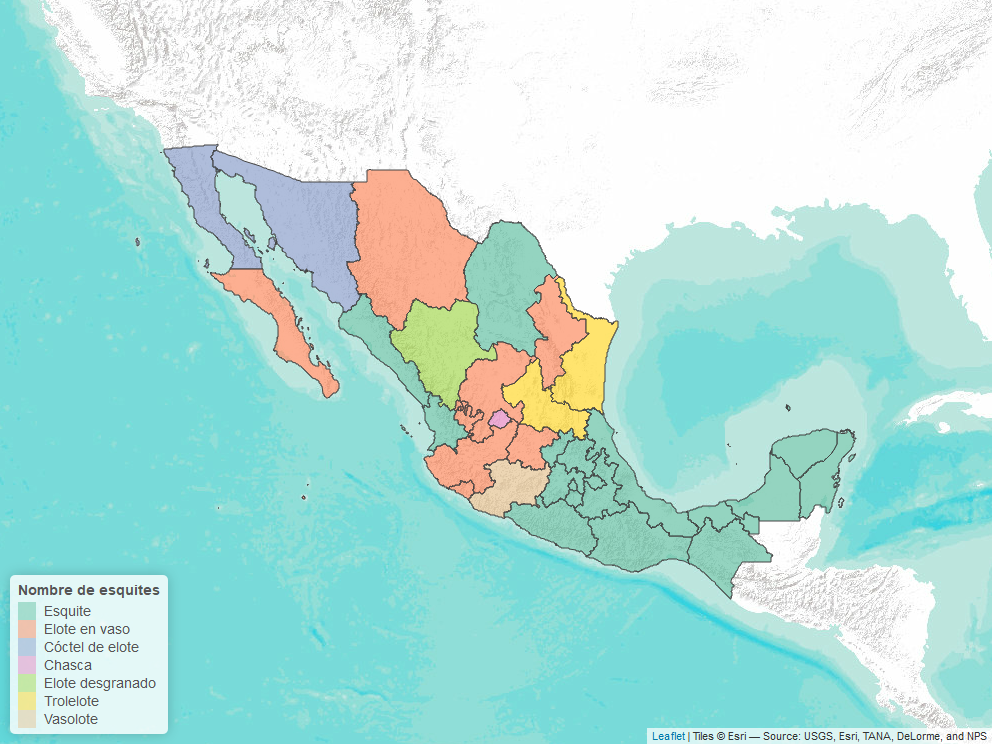 Nombre de esquites
Esquite
Elote en vaso
Cóctel de elote
Chasca
Elote desgranado
Trolelote
Vasolote
Leaflet | Tiles © Esri — Source: USGS, Esri, TANA, DeLorme, and NPS